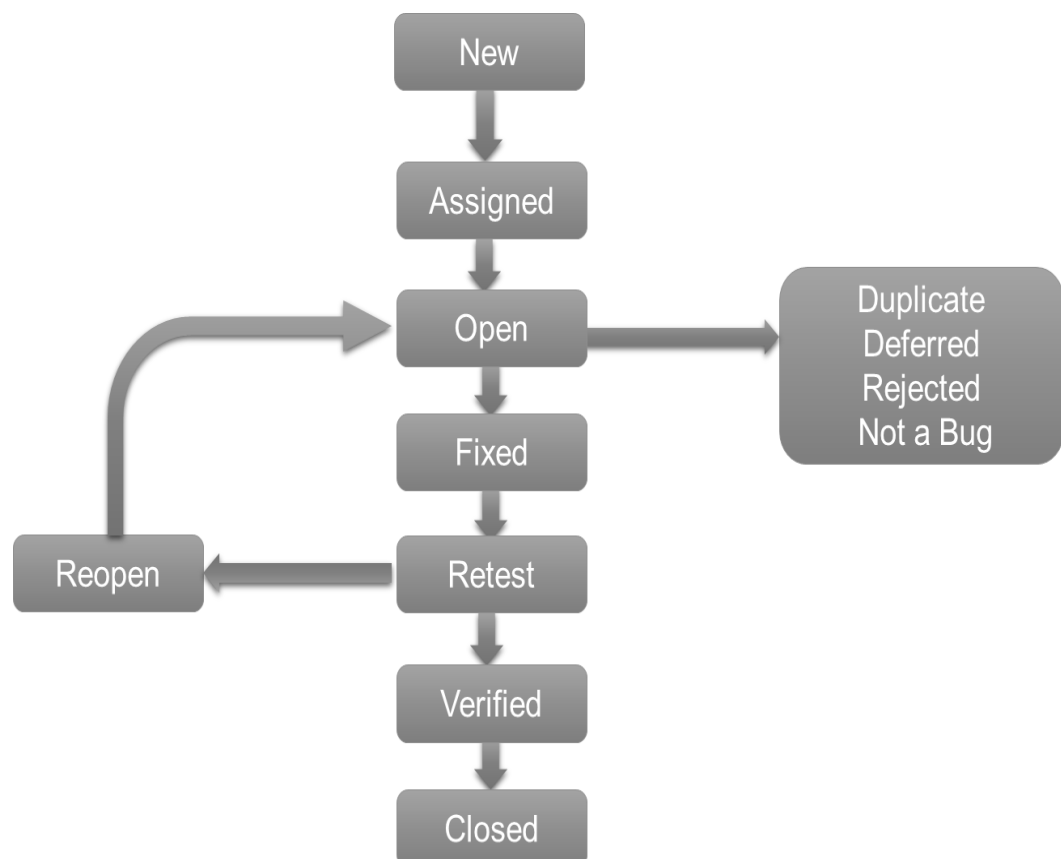 New
Assigned
Open
Duplicate
Deferred
Rejected
Not a Bug
Fixed
Reopen
Retest
Verified
Closed